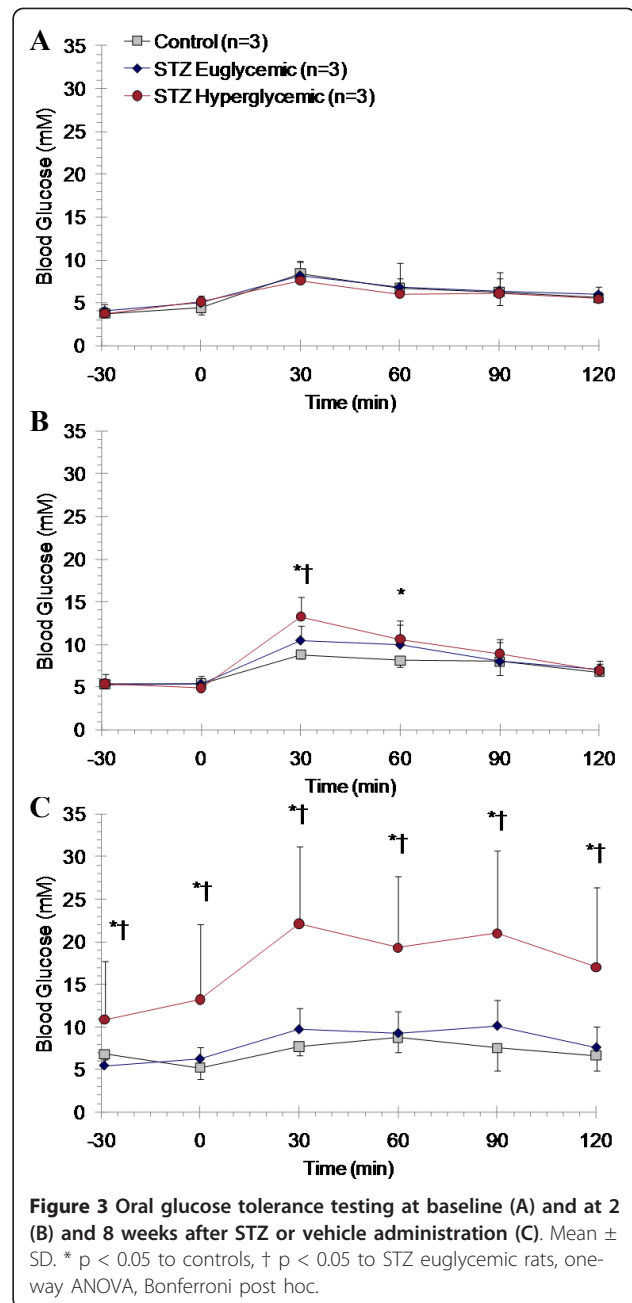 A
Control (n=3)
STZ Euglycemic (n=3)
STZ Hyperglycemic (n=3)
Blood Glucose (mM)
35
30
25
20
15
10
5
0
-30 0 30 60 90 120
Time (min)
B
Blood Glucose (mM)
35
30
25
20
15
10
5
0
*† *
-30 0 30 60 90 120
Time (min)
C
Blood Glucose (mM)
35
30
25
20
15
10
5
0
*† *† *† *† *† *†
-30 0 30 60 90 120
Time (min)
Figure 3 Oral glucose tolerance testing at baseline (A) and at 2
(B) and 8 weeks after STZ or vehicle administration (C). Mean ±
SD. * p < 0.05 to controls, † p < 0.05 to STZ euglycemic rats, one-
way ANOVA, Bonferroni post hoc.